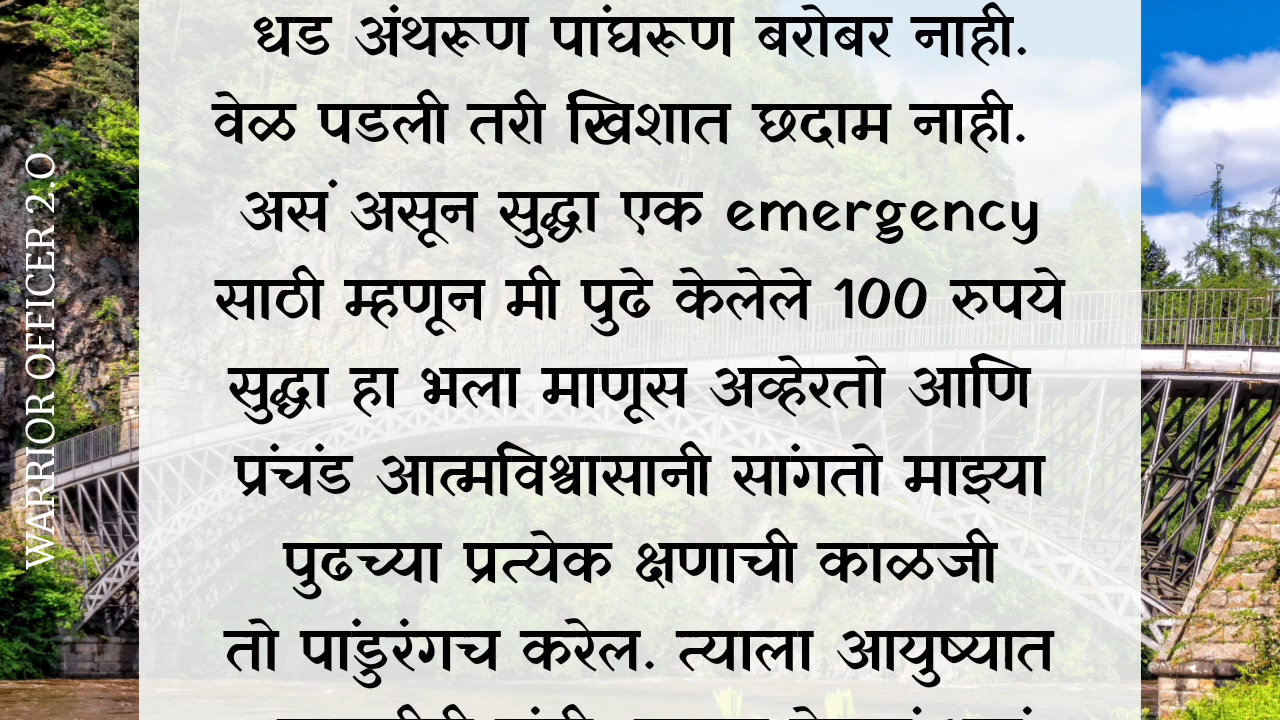 धड अंथरूण पांघरूण बरोबर नाही.
वेळ पडली तरी खिशात छदाम नाही.
असं असून सुद्धा एक emergency
साठी म्हणून मी पुढे केलेले 100 रुपये
सुद्धा हा भला माणूस अव्हेरतो आणि
प्रचंड आत्मविश्वासानी सांगतो माझ्या
पुढच्या प्रत्येक क्षणाची काळजी
तो पांडुरंगच करेल. त्याला आयुष्यात
WARRIOR OFFICER 2.O